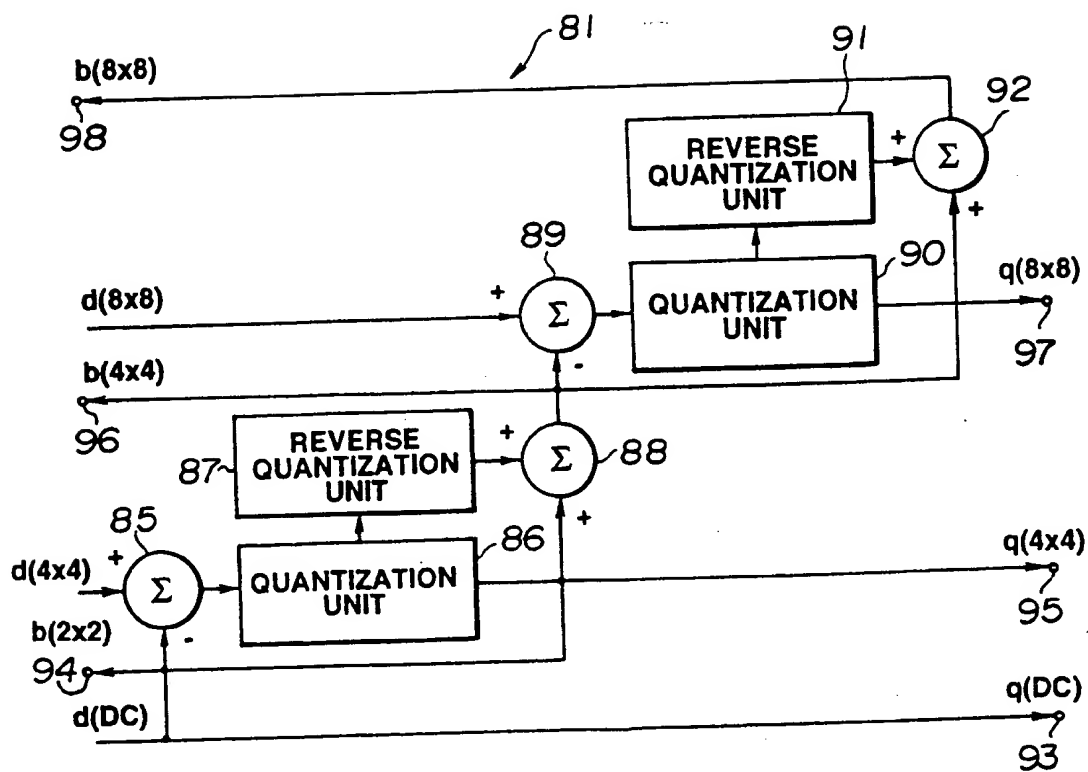 81
91
b(8x8)
92
98
REVERSE
QUANTIZATION
UNIT
+
Σ
+
89
90
q(8x8)
d(8x8)
+
Σ
QUANTIZATION
UNIT
97
b(4x4)
-
96
REVERSE
QUANTIZATION
UNIT
87
+
Σ
88
+
85
86
q(4x4)
+
d(4x4)
Σ
QUANTIZATION
UNIT
95
b(2x2)
-
94
q(DC)
d(DC)
93